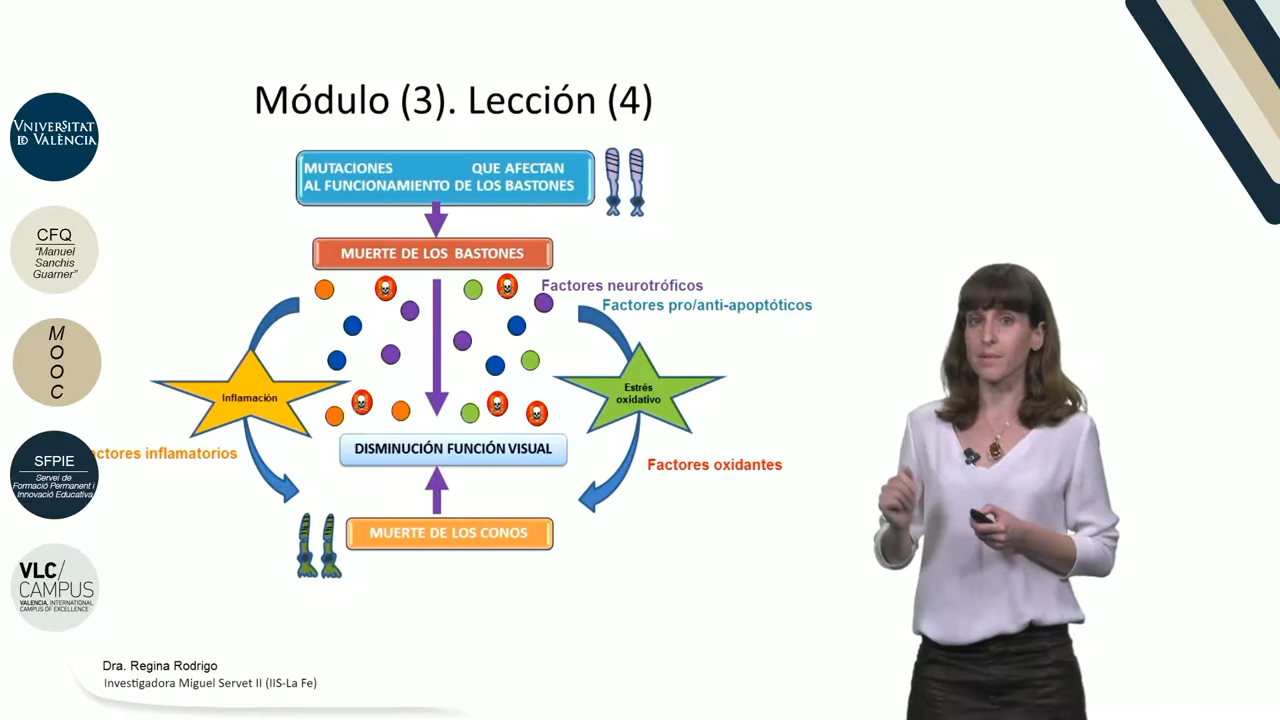 Módulo (3). Lección (4)
VNIVERSITAT
ID VALÈNCIA
CFQ
“Manuel
Sanchis
Guarner”
M
O
O
C
SFPIE
Servei de
Formació Permanent i
Innovació Educativa
VLC/
CAMPUS
VALENCIA, INTERNATIONAL
CAMPUS OF EXCELLENCE
MUTACIONES QUE AFECTAN
AL FUNCIONAMIENTO DE LOS BASTONES
MUERTE DE LOS BASTONES
Factores neurotróficos
Factores pro/anti-apoptóticos
Inflamación
Estrés
oxidativo
ctores inflamatorios
DISMINUCIÓN FUNCIÓN VISUAL
Factores oxidantes
MUERTE DE LOS CONOS
Dra. Regina Rodrigo
Investigadora Miguel Servet II (IIS-La Fe)